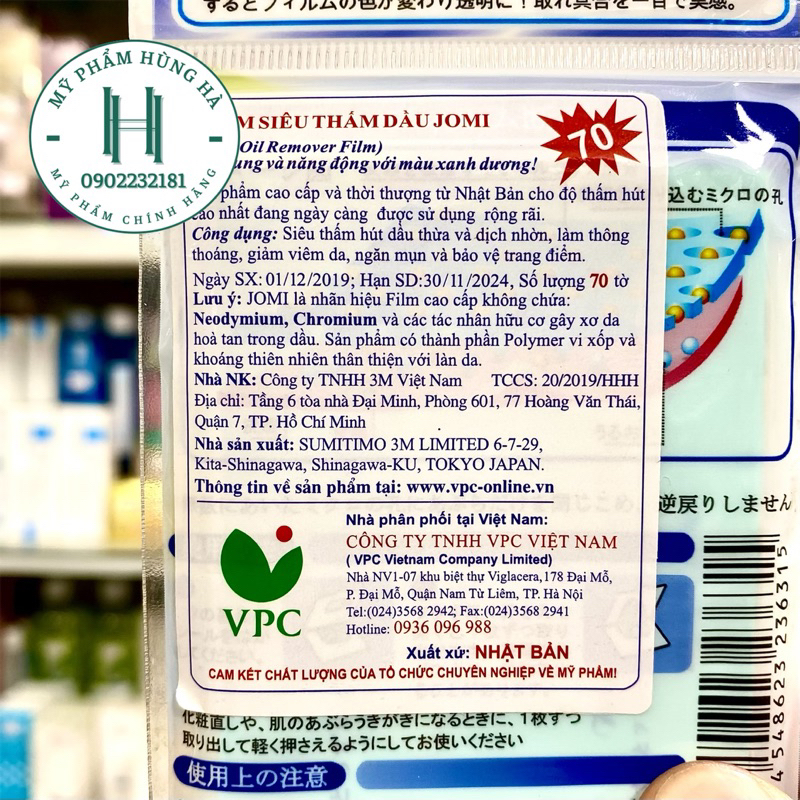 するとフィルムの色が変わり透明に！取れ具合を一目で実感。
MỸ PHẨM HÙNG HÀ
H
0902232181
MỸ PHẨM CHÍNH HÃNG
M SIÊU THẤM DẦU JOMI
70
Oil Remover Film)
ung và năng động với màu xanh dương!
phẩm cao cấp và thời thượng từ Nhật Bản cho độ thấm hút
cao nhất đang ngày càng được sử dụng rộng rãi.
込むミクロの孔
Công dụng: Siêu thấm hút dầu thừa và dịch nhờn, làm thông
thoáng, giảm viêm da, ngăn mụn và bảo vệ trang điểm.
Ngày SX: 01/12/2019; Hạn SD:30/11/2024, Số lượng 70 tờ
Lưu ý: JOMI là nhãn hiệu Film cao cấp không chứa:
Neodymium, Chromium và các tác nhân hữu cơ gây xơ da
hoà tan trong dầu. Sản phẩm có thành phần Polymer vi xốp và
khoáng thiên nhiên thân thiện với làn da.
Nhà NK: Công ty TNHH 3M Việt Nam TCCS: 20/2019/HHH
Địa chỉ: Tầng 6 tòa nhà Đại Minh, Phòng 601, 77 Hoàng Văn Thái,
Quận 7, TP. Hồ Chí Minh
Nhà sản xuất: SUMITIMO 3M LIMITED 6-7-29,
Kita-Shinagawa, Shinagawa-KU, TOKYO JAPAN.
Thông tin về sản phẩm tại: www.vpc-online.vn
逆戻りしません
Nhà phân phối tại Việt Nam:
CÔNG TY TNHH VPC VIỆT NAM
( VPC Vietnam Company Limited)
Nhà NV1-07 khu biệt thự Viglacera,178 Đại Mỗ,
P. Đại Mỗ, Quận Nam Từ Liêm, TP. Hà Nội
Tel:(024)3568 2942; Fax:(024)3568 2941
Hotline: 0936 096 988
VPC
Xuất xứ: NHẬT BẢN
CAM KẾT CHẤT LƯỢNG CỦA TỔ CHỨC CHUYÊN NGHIỆP VỀ MỸ PHẨM!
4 548623 236315
化粧直しや、肌のあぶらうきがきになるときに、1枚ずつ
取り出して軽く押さえるようにしてお使いください
使用上の注意